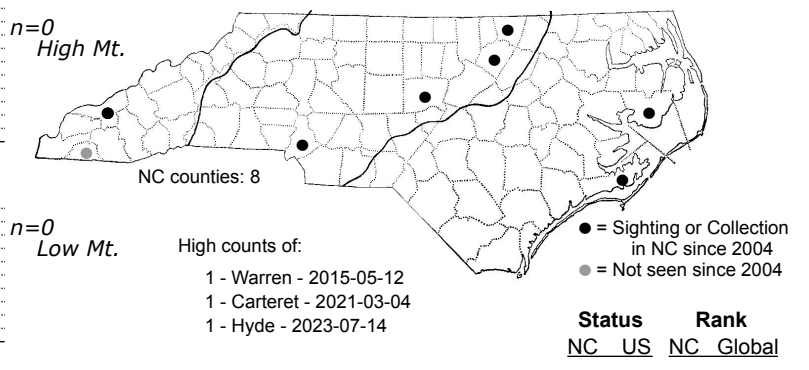 n=0
High Mt.
NC counties: 8
n=0
Low Mt.
High counts of:
1 - Warren - 2015-05-12
1 - Carteret - 2021-03-04
1 - Hyde - 2023-07-14
= Sighting or Collection
in NC since 2004
= Not seen since 2004
Status Rank
NC US NC Global